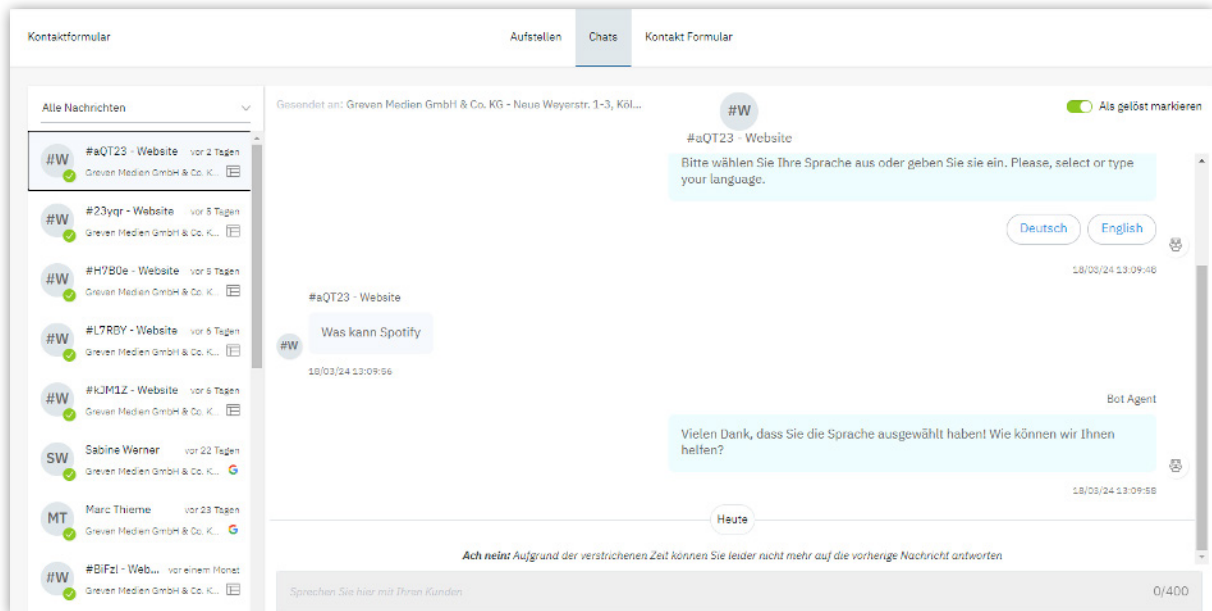 Kontaktformular
Aufstellen
Chats
Kontakt Formular
Alle Nachrichten
#W
#aQT23 - Website vor 2 Tagen
Greven Medien GmbH & Co. K...
#W
#23yqr - Website vor 5 Tagen
Greven Medien GmbH & Co. K...
#W
#H7B0e - Website vor 5 Tagen
Greven Medien GmbH & Co. K...
#W
#L7RBY - Website vor 6 Tagen
Greven Medien GmbH & Co. K...
#W
#kJM1Z - Website vor 6 Tagen
Greven Medien GmbH & Co. K...
SW
Sabine Werner vor 22 Tagen
Greven Medien GmbH & Co. K...
MT
Marc Thieme vor 23 Tagen
Greven Medien GmbH & Co. K...
#W
#BiFzI - Web... vor einem Monat
Greven Medien GmbH & Co. K...
Gesendet an: Greven Medien GmbH & Co. KG - Neue Weyerstr. 1-3, Köl...
#W
#aQT23 - Website
Als gelöst markieren
Bitte wählen Sie Ihre Sprache aus oder geben Sie sie ein. Please, select or type
your language.
Deutsch
English
18/03/24 13:09:48
#aQT23 - Website
#W
Was kann Spotify
18/03/24 13:09:56
Bot Agent
Vielen Dank, dass Sie die Sprache ausgewählt haben! Wie können wir Ihnen
helfen?
18/03/24 13:09:58
Heute
Ach nein: Aufgrund der verstrichenen Zeit können Sie leider nicht mehr auf die vorherige Nachricht antworten
Sprechen Sie hier mit Ihren Kunden
0/400